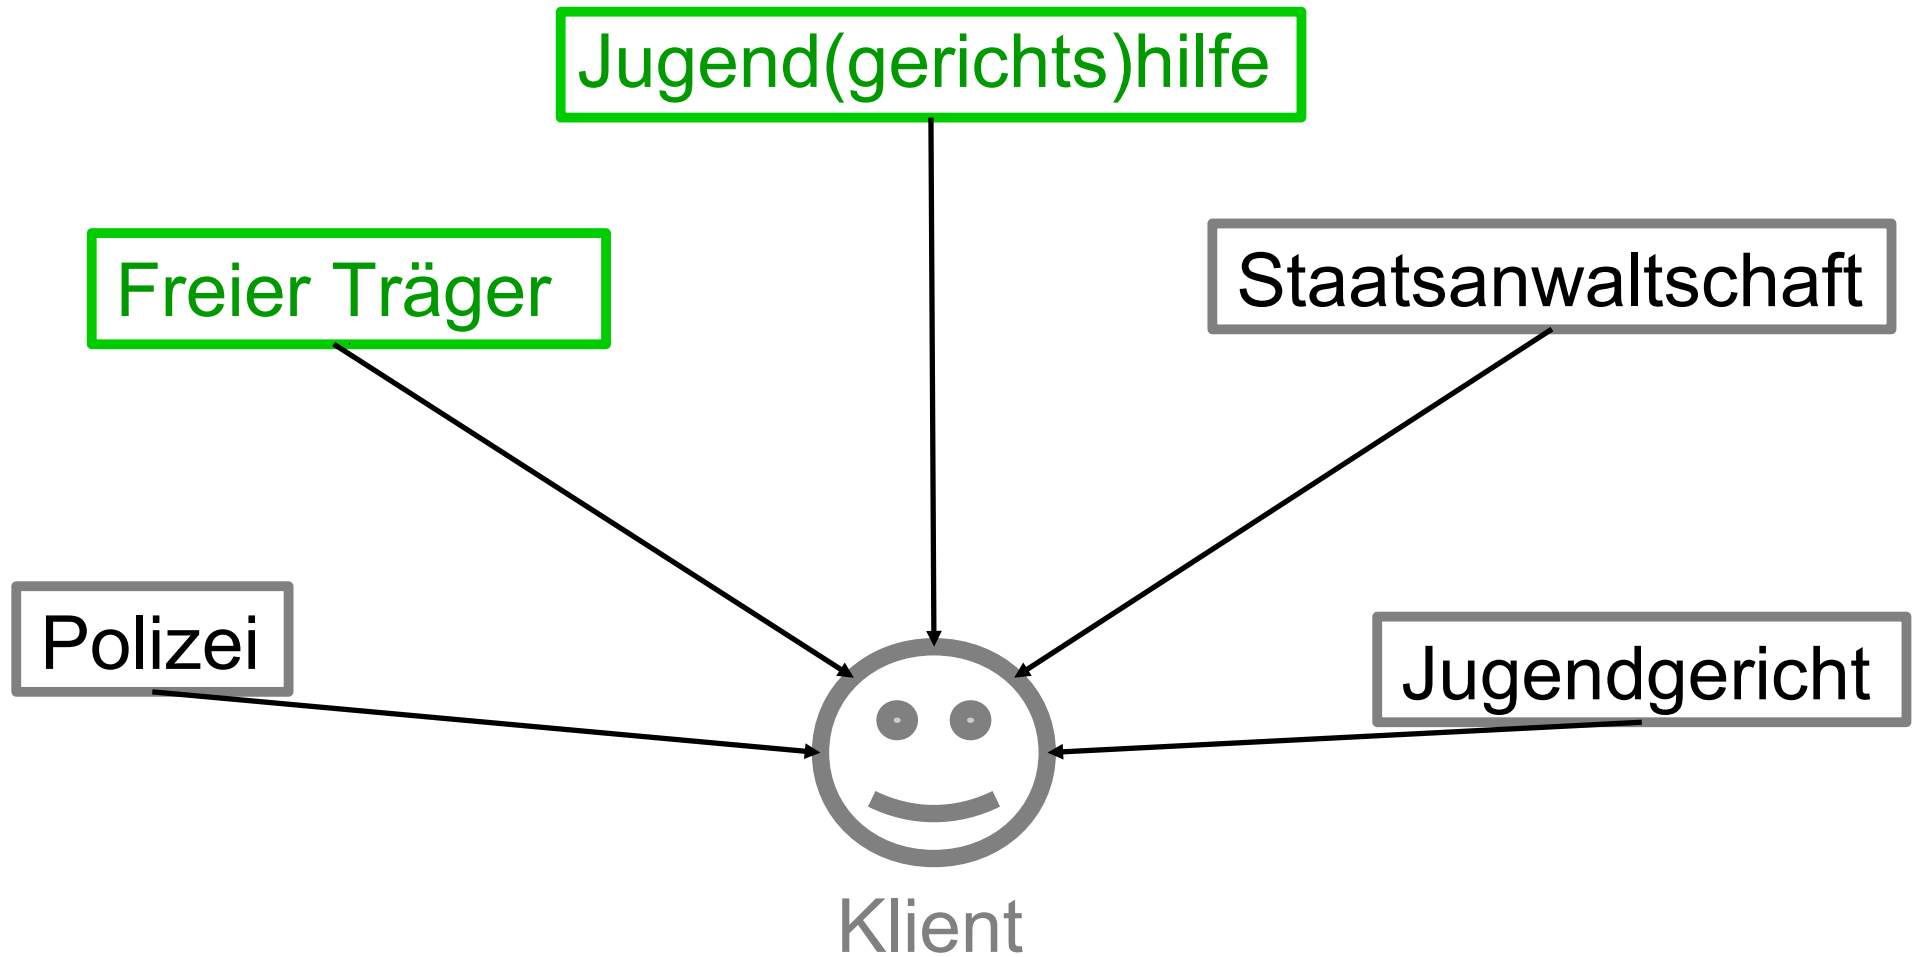 Jugend(gerichts)hilfe
Freier Träger
Staatsanwaltschaft
Polizei
Jugendgericht
Klient